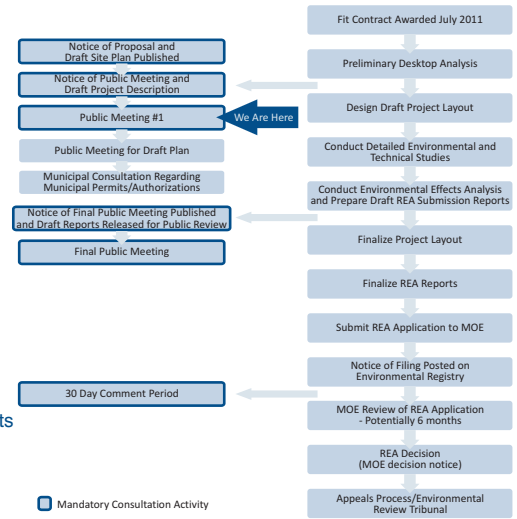 Notice of Proposal and
Draft Site Plan Published
Notice of Public Meeting and
Draft Project Description
Public Meeting #1
We Are Here
Public Meeting for Draft Plan
Municipal Consultation Regarding
Municipal Permits/Authorizations
Notice of Final Public Meeting Published
and Draft Reports Released for Public Review
Final Public Meeting
30 Day Comment Period
ts
Mandatory Consultation Activity
Fit Contract Awarded July 2011
Preliminary Desktop Analysis
Design Draft Project Layout
Conduct Detailed Environmental and
Technical Studies
Conduct Environmental Effects Analysis
and Prepare Draft REA Submission Reports
Finalize Project Layout
Finalize REA Reports
Submit REA Application to MOE
Notice of Filing Posted on
Environmental Registry
MOE Review of REA Application
- Potentially 6 months
REA Decision
(MOE decision notice)
Appeals Process/Environmental
Review Tribunal